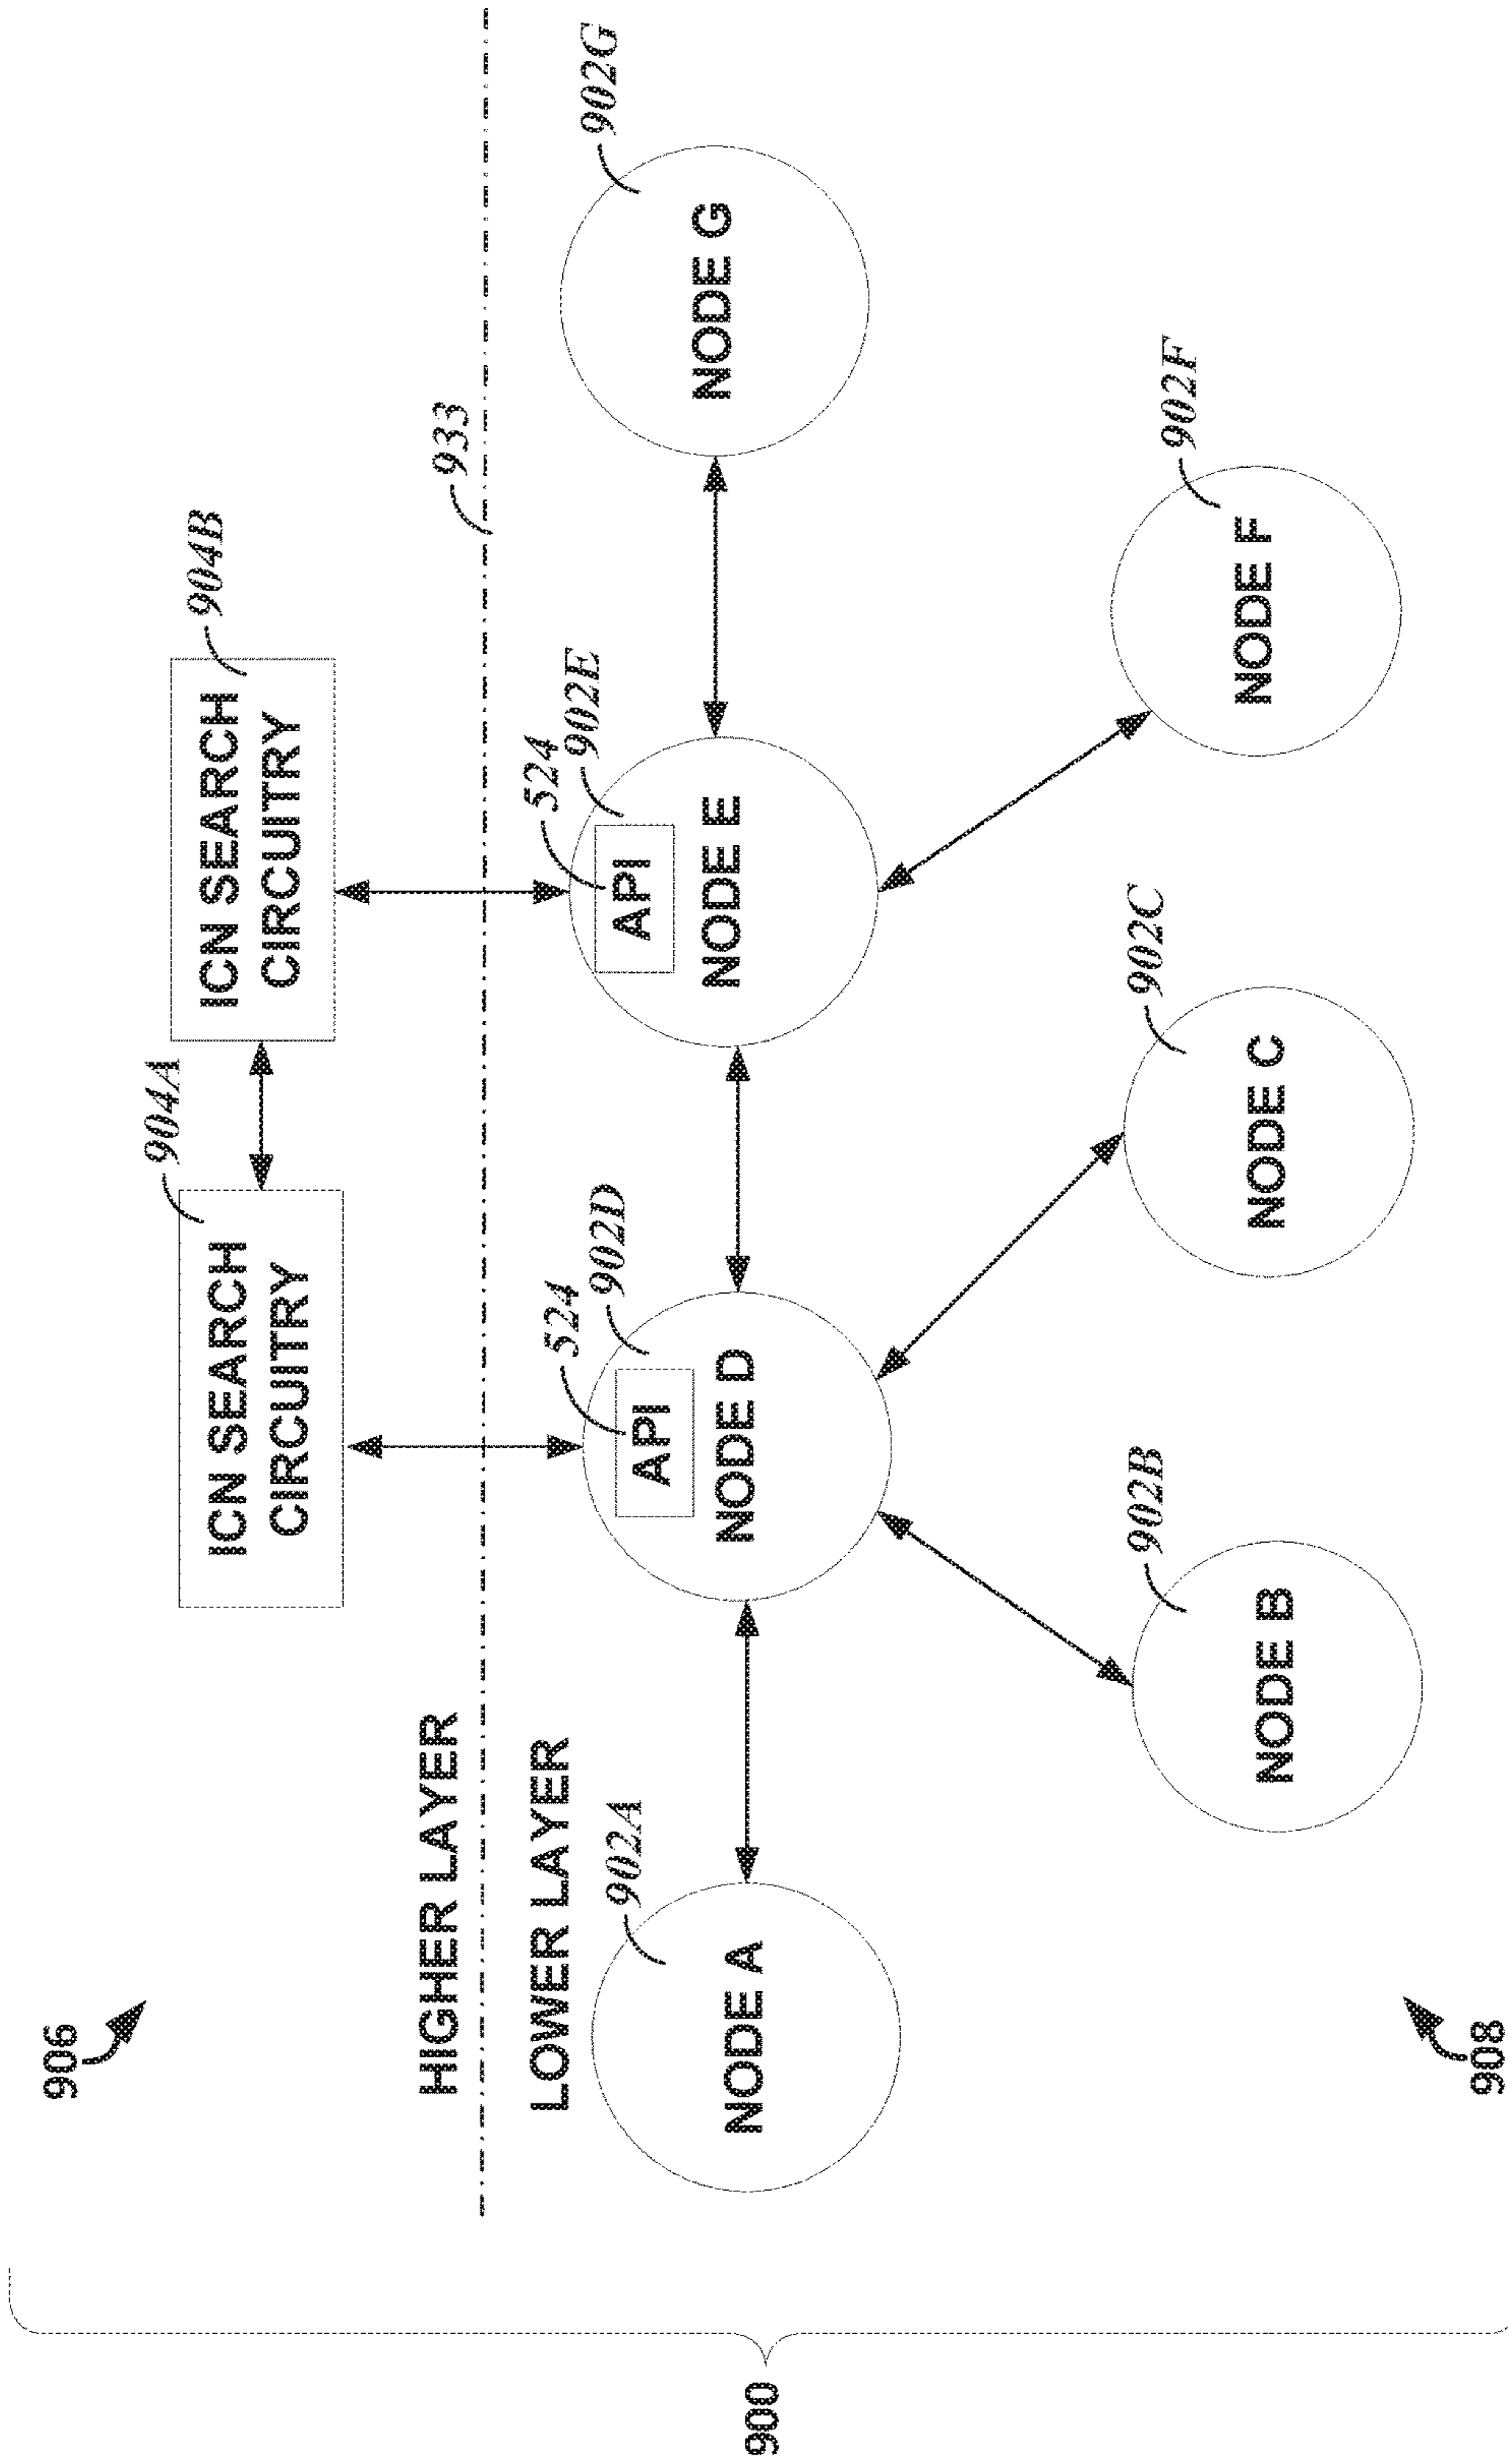 906
904A
904B
ICN SEARCH
CIRCUITRY
ICN SEARCH
CIRCUITRY
933
HIGHER LAYER
LOWER LAYER
900
902A
NODE A
524
902D
API
NODE D
524
902E
API
NODE E
902G
NODE G
902B
NODE B
902C
NODE C
902F
NODE F
908